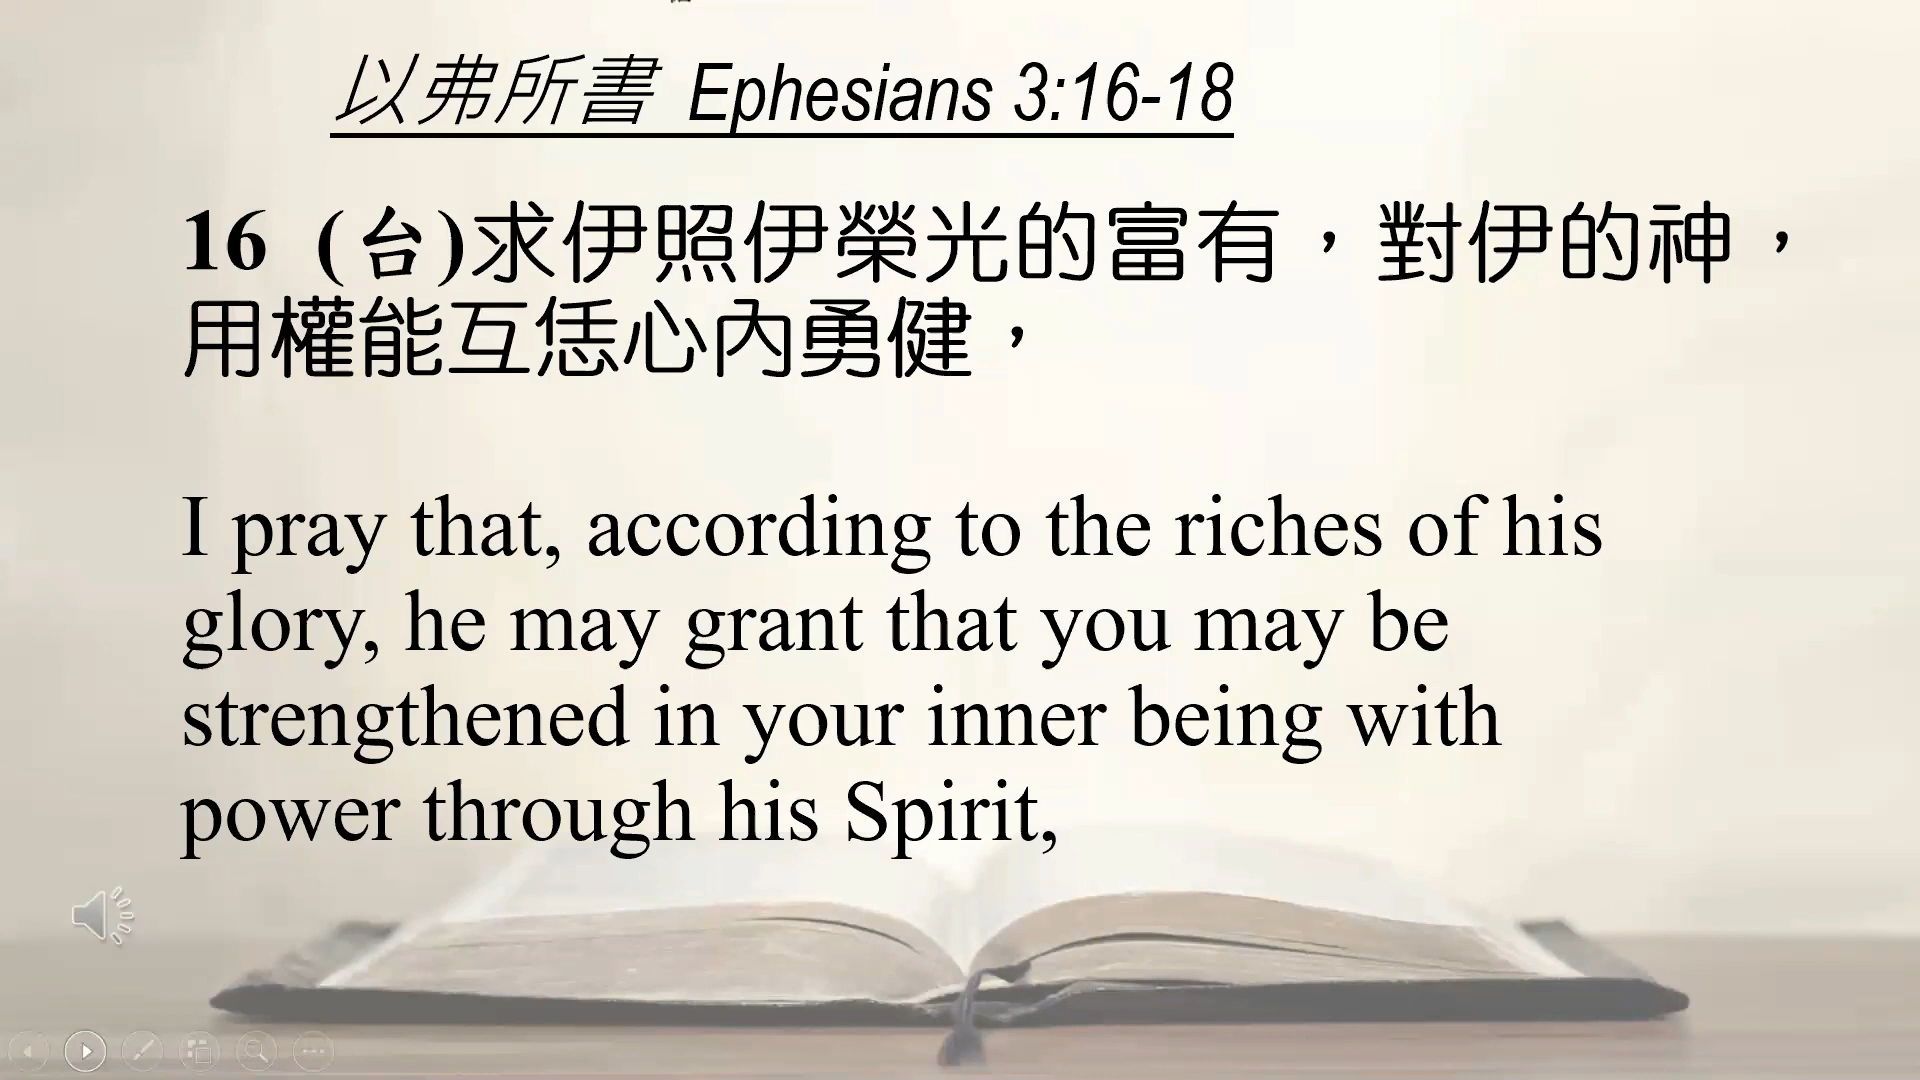 以弗所書 Ephesians 3:16-18
16 (台)求伊照伊榮光的富有，對伊的神，
用權能互恁心內勇健，
I pray that, according to the riches of his
glory, he may grant that you may be
strengthened in your inner being with
power through his Spirit,